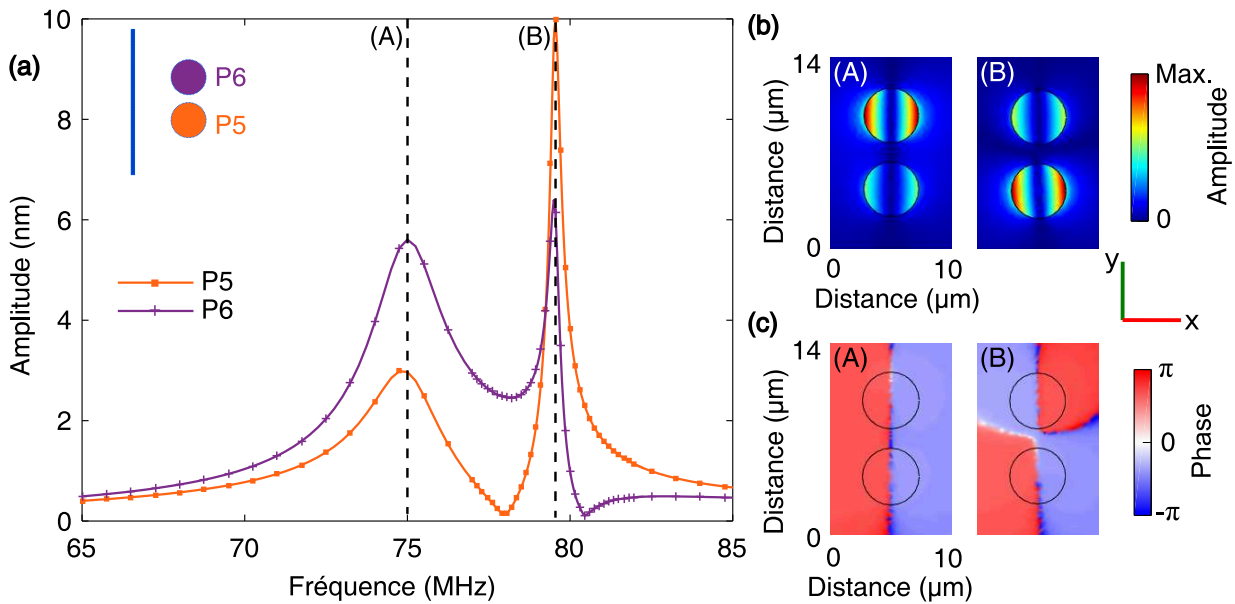 (a)
10
8
6
4
2
0
Amplitude (nm)
(A)
(B)
P6
P5
P5
P6
65
70
75
80
85
Fréquence (MHz)
(b)
14
(A)
(B)
Distance (µm)
0
0
10
Distance (µm)
Max.
0
Amplitude
y
x
(c)
14
(A)
(B)
Distance (µm)
0
0
10
Distance (µm)
π
0
-π
Phase